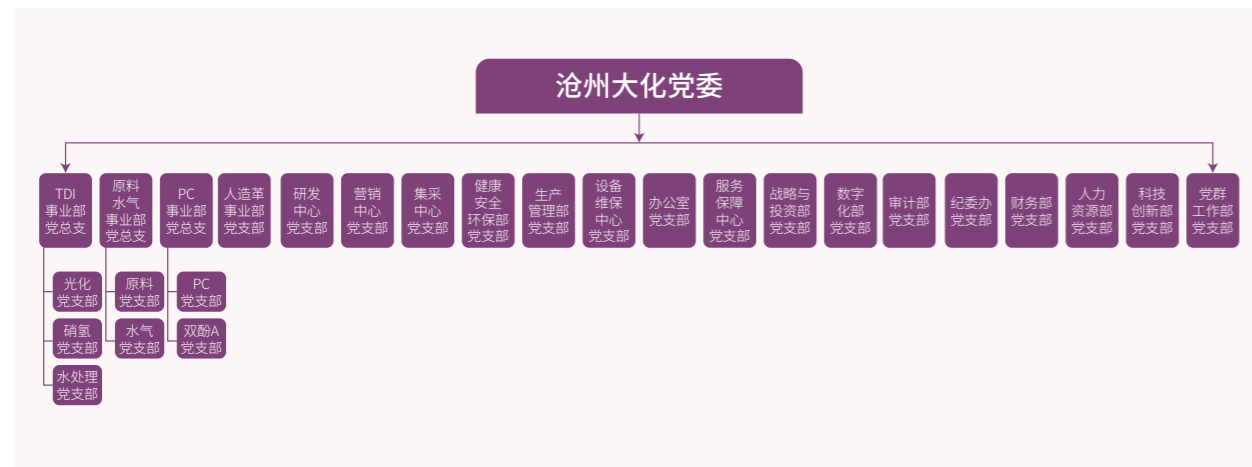 沧州大化党委
TDI
事业部
党总支
原料
水气
事业部
党总支
PC
事业部
党总支
人造革
事业部
党支部
研发
中心
党支部
营销
中心
党支部
集采
中心
党支部
健康
安全
环保部
党支部
生产
管理部
党支部
设备
维保
中心
党支部
办公室
党支部
服务
保障
中心
党支部
战略与
投资部
党支部
数字
化部
党支部
审计部
党支部
纪委办
党支部
财务部
党支部
人力
资源部
党支部
科技
创新部
党支部
党群
工作部
党支部
光化
党支部
原料
党支部
PC
党支部
硝氢
党支部
水气
党支部
双酚A
党支部
水处理
党支部